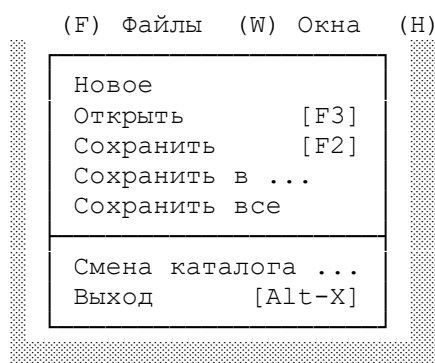 (F) Файлы (W) Окна (H)
Новое
Открыть [F3]
Сохранить [F2]
Сохранить в ...
Сохранить все
Смена каталога ...
Выход [Alt-X]